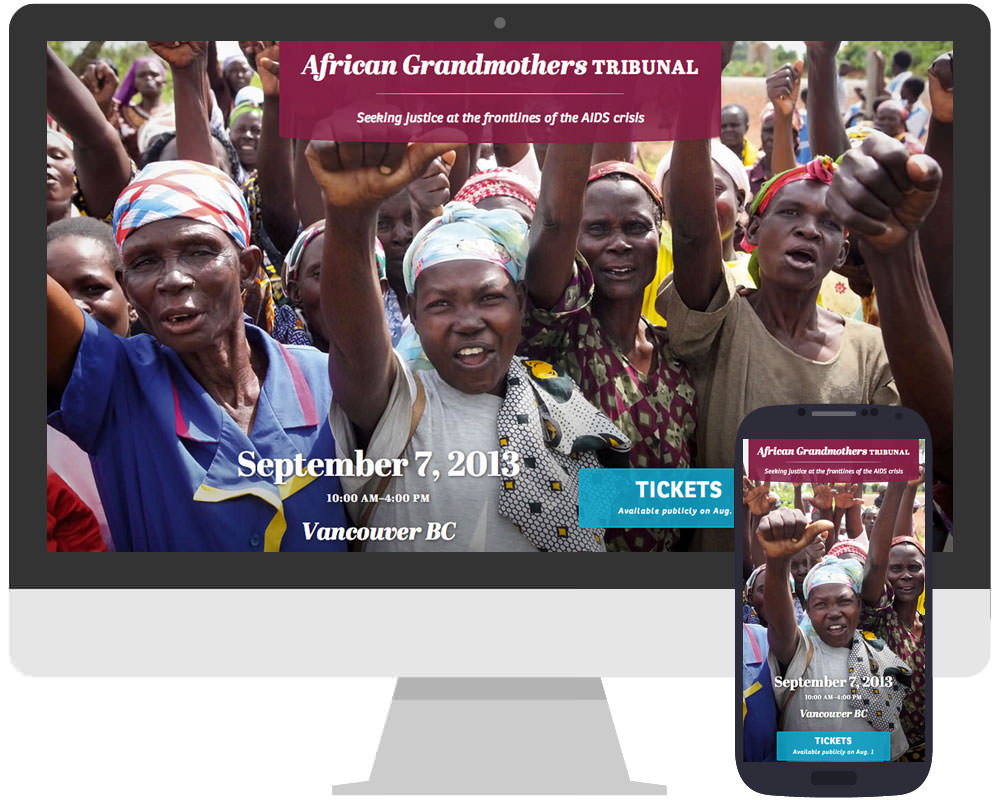 African Grandmothers TRIBUNAL
Seeking justice at the frontlines of the AIDS crisis
September 7, 2013
10:00 AM–4:00 PM
Vancouver BC
TICKETS
Available publicly on Aug.
African Grandmothers TRIBUNAL
Seeking justice at the frontlines of the AIDS crisis
September 7, 2013
10:00 AM–4:00 PM
Vancouver BC
TICKETS
Available publicly on Aug. 1